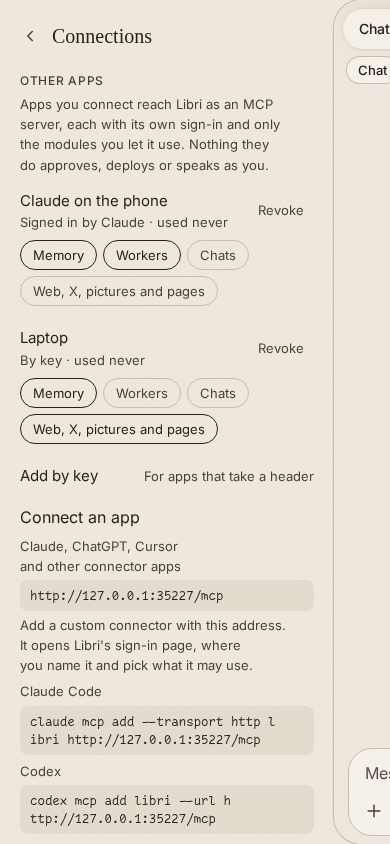 Connections
Chat
Chat
OTHER APPS
Apps you connect reach Libri as an MCP
server, each with its own sign-in and only
the modules you let it use. Nothing they
do approves, deploys or speaks as you.
Claude on the phone
Revoke
Signed in by Claude · used never
Memory Workers Chats
Web, X, pictures and pages
Laptop
Revoke
By key · used never
Memory Workers Chats
Web, X, pictures and pages
Add by key For apps that take a header
Connect an app
Claude, ChatGPT, Cursor
and other connector apps
http://127.0.0.1:35227/mcp
Add a custom connector with this address.
It opens Libri's sign-in page, where
you name it and pick what it may use.
Claude Code
claude mcp add --transport http l
ibri http://127.0.0.1:35227/mcp
Mes
Codex
codex mcp add libri --url h
ttp://127.0.0.1:35227/mcp